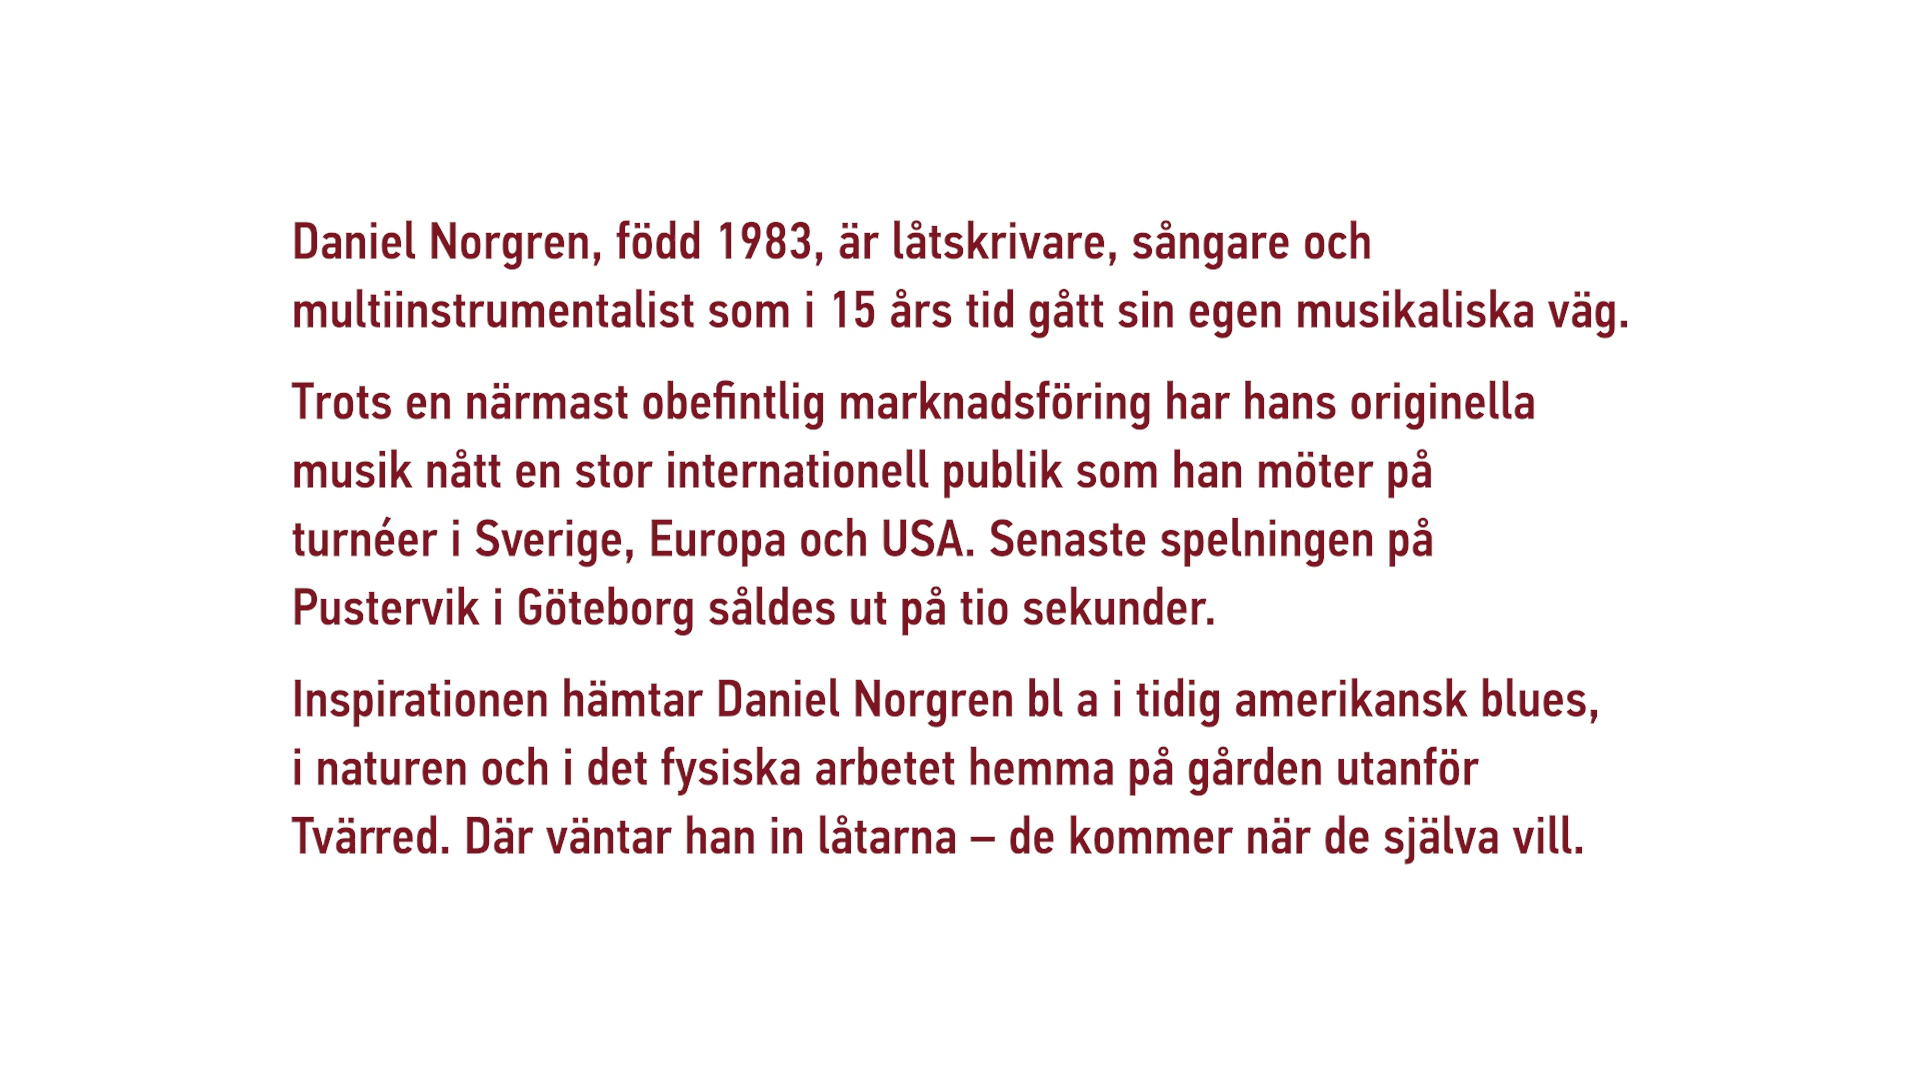 Daniel Norgren, född 1983, är låtskrivare, sångare och
multiinstrumentalist som i 15 års tid gått sin egen musikaliska väg.
Trots en närmast obefintlig marknadsföring har hans originella
musik nått en stor internationell publik som han möter på
turnéer i Sverige, Europa och USA. Senaste spelningen på
Pustervik i Göteborg såldes ut på tio sekunder.
Inspirationen hämtar Daniel Norgren bl a i tidig amerikansk blues,
i naturen och i det fysiska arbetet hemma på gården utanför
Tvärred. Där väntar han in låtarna – de kommer när de själva vill.